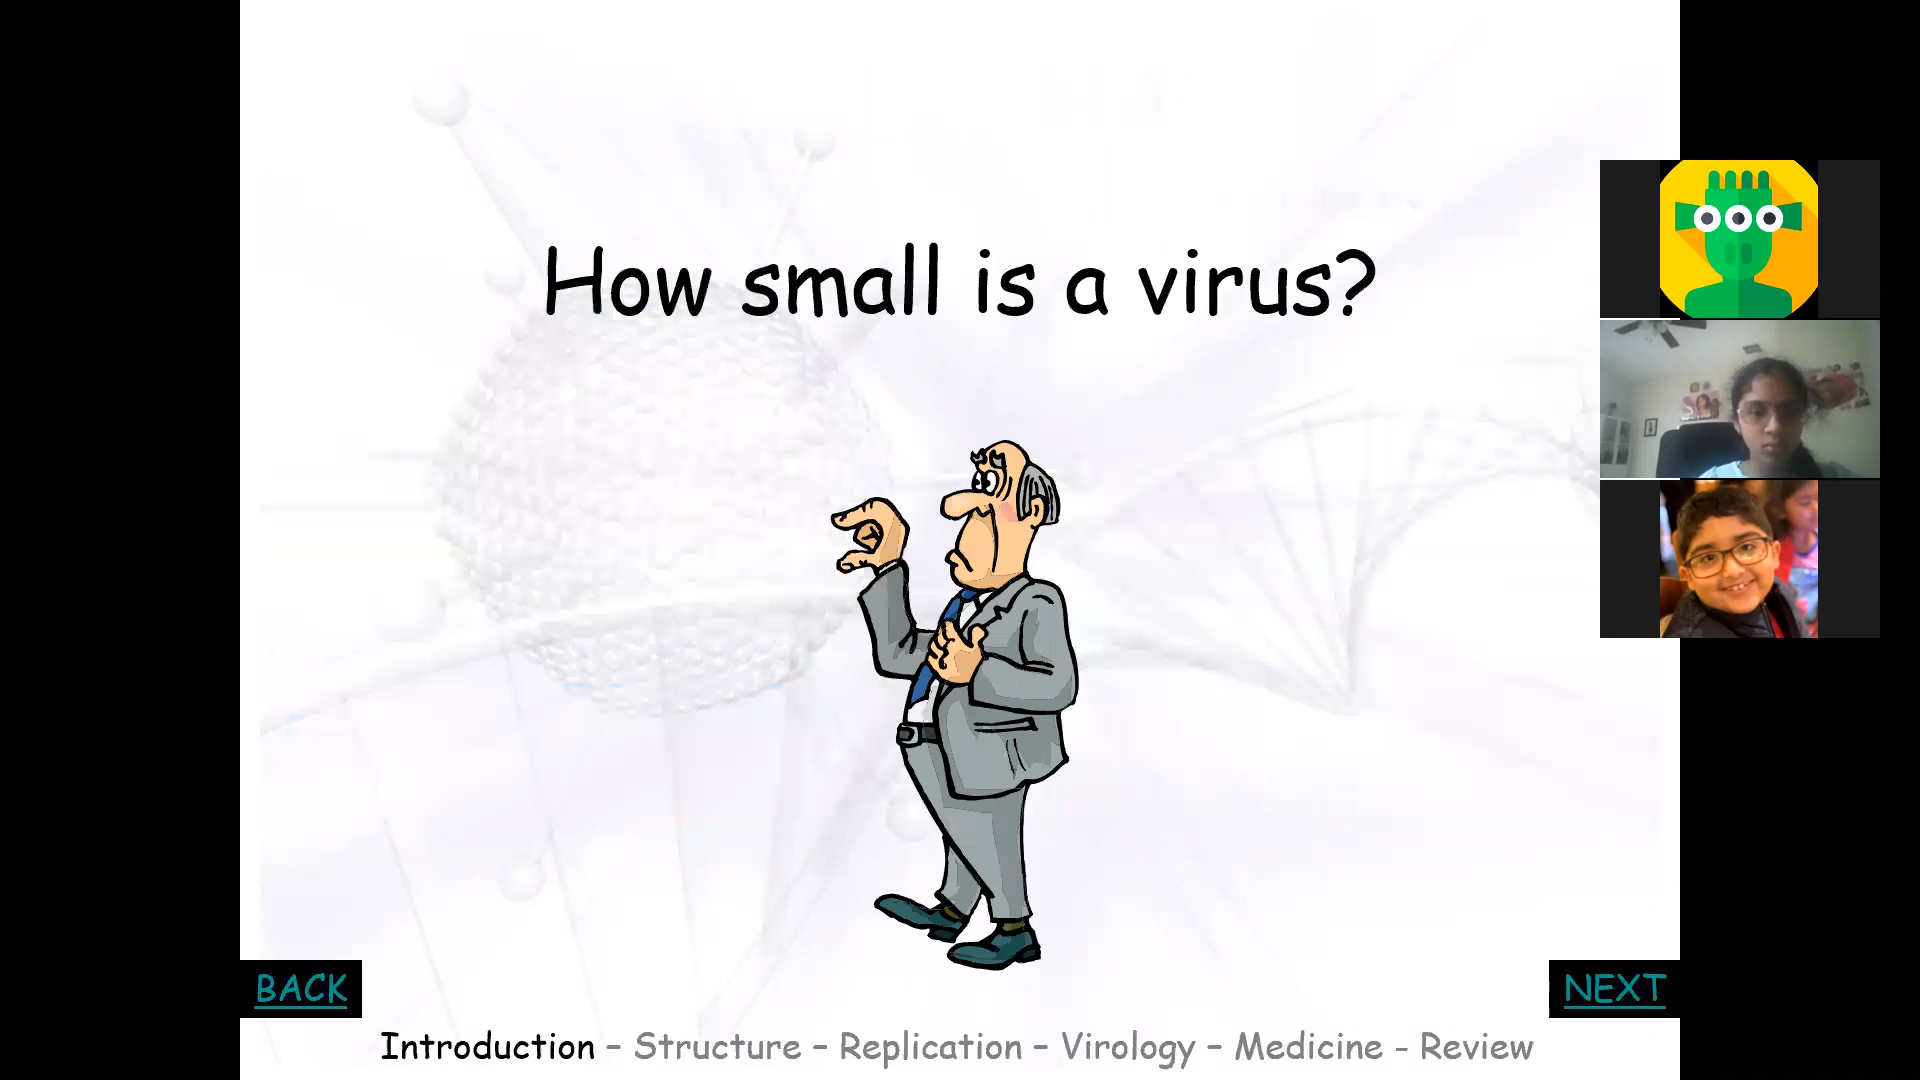 How small is a virus?
BACK
NEXT
Introduction – Structure – Replication – Virology – Medicine - Review